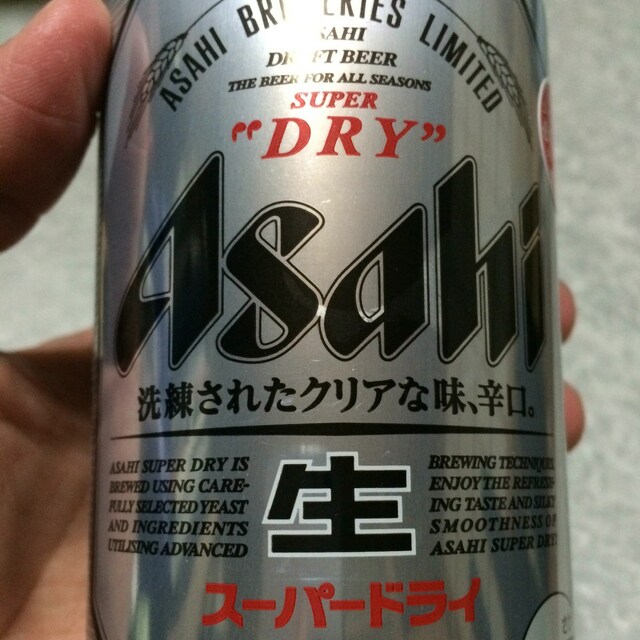 ASAHI BREWERIES LIMITED
ASAHI
DRAFT BEER
THE BEER FOR ALL SEASONS
SUPER
"DRY"
Asahi
洗練されたクリアな味、辛口。
ASAHI SUPER DRY IS
BREWED USING CARE-
FULLY SELECTED YEAST
AND INGREDIENTS
UTILISING ADVANCED
生
BREWING TECHNIQUES.
ENJOY THE REFRESH-
ING TASTE AND SILKY
SMOOTHNESS OF
ASAHI SUPER DRY.
スーパードライ